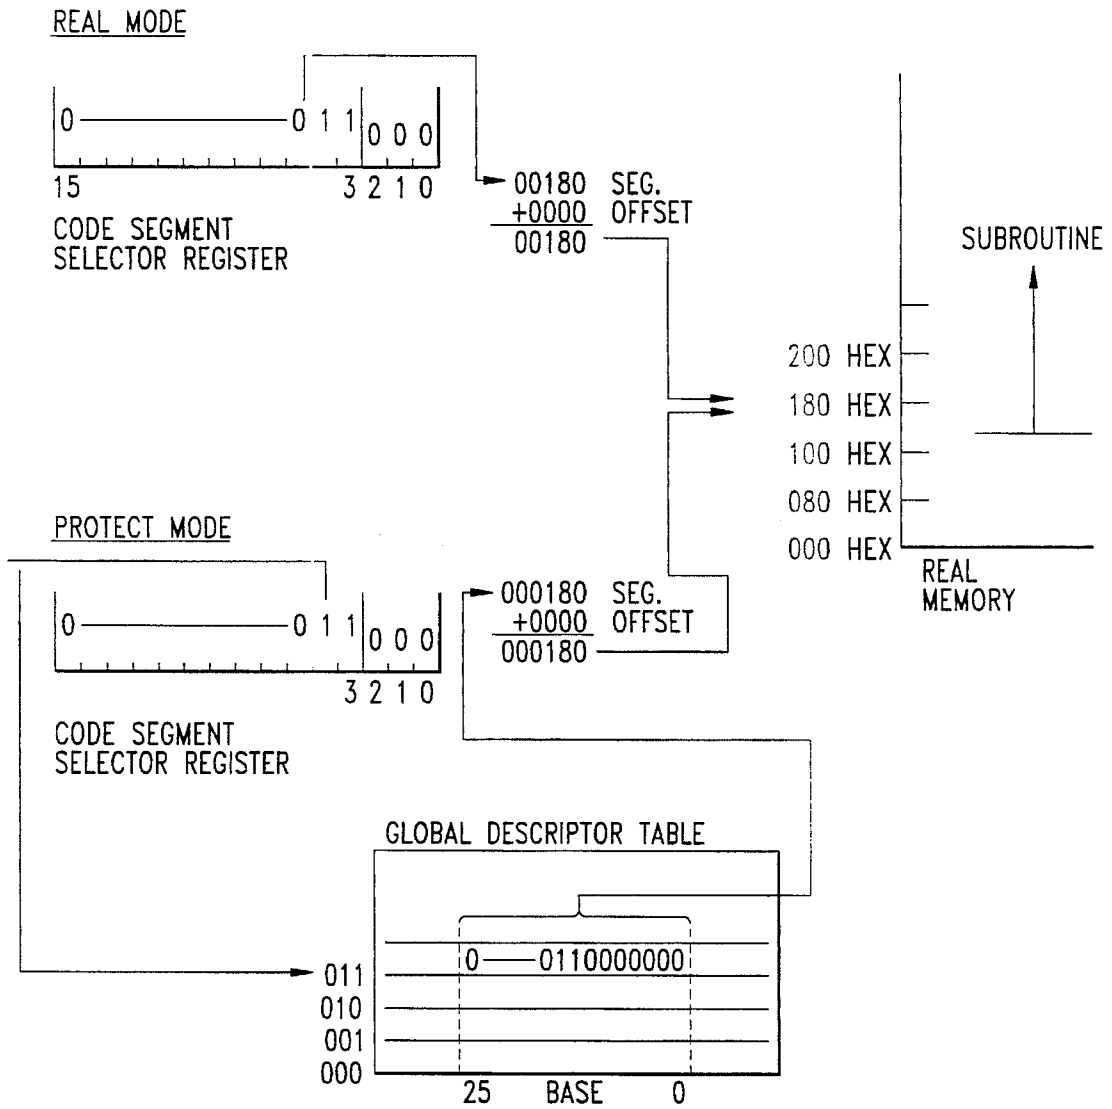 REAL MODE
0 0 1 1 0 0 0
15 3 2 1 0
CODE SEGMENT
SELECTOR REGISTER
00180 SEG.
+0000 OFFSET
00180
SUBROUTINE
200 HEX
180 HEX
100 HEX
080 HEX
000 HEX
REAL
MEMORY
PROTECT MODE
0 0 1 1 0 0 0
3 2 1 0
CODE SEGMENT
SELECTOR REGISTER
000180 SEG.
+0000 OFFSET
000180
GLOBAL DESCRIPTOR TABLE
0 0110000000
011
010
001
000
25 BASE 0